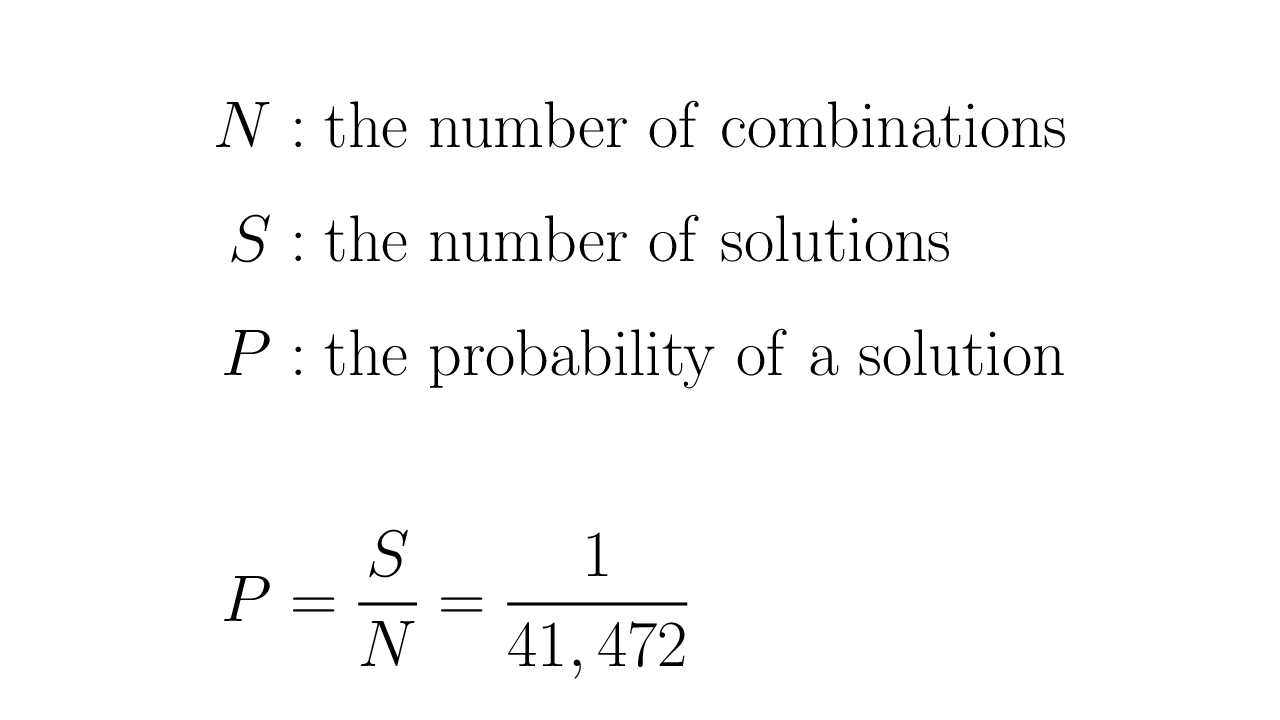 N : the number of combinations
S : the number of solutions
P : the probability of a solution
P = S/N = 1/41,472